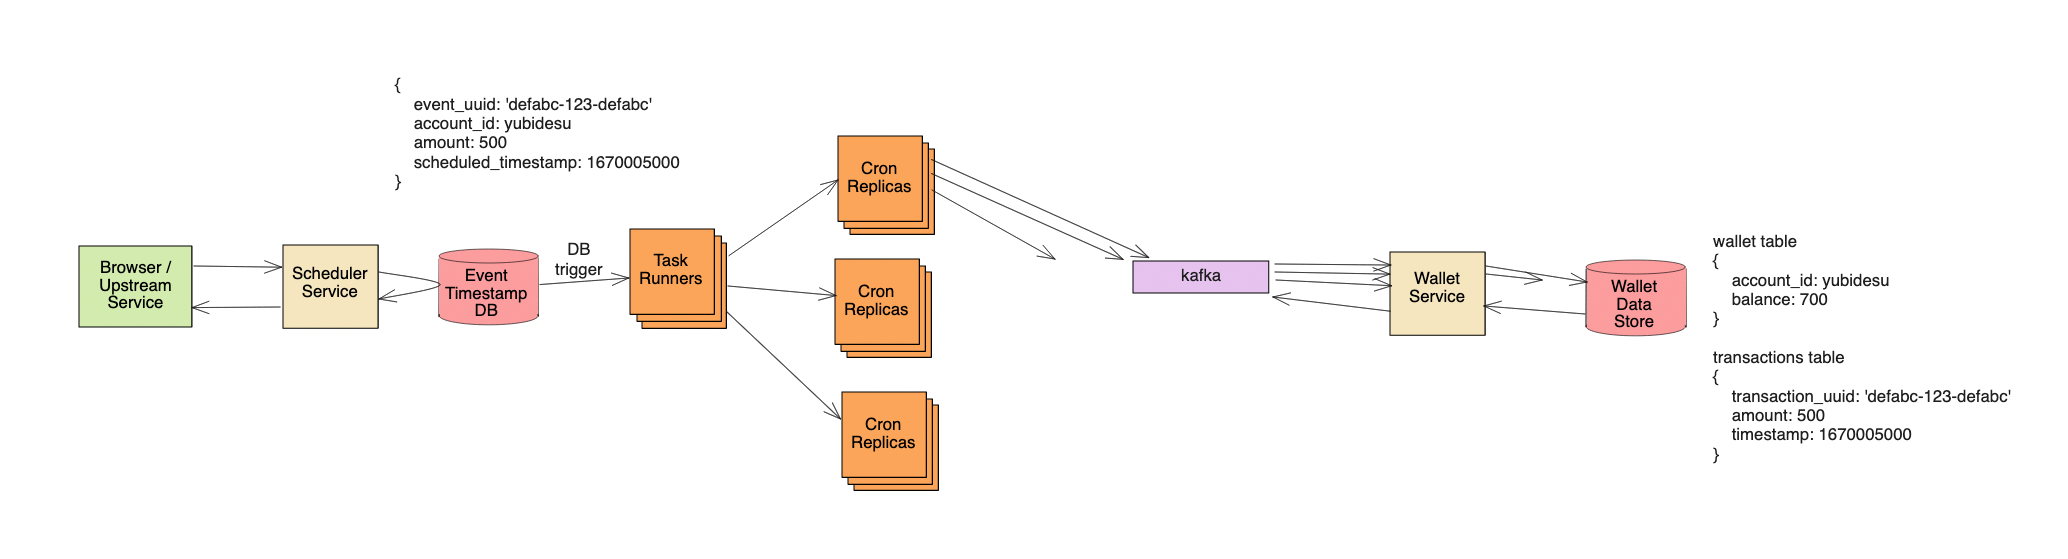 {
event_uuid: 'defabc-123-defabc'
account_id: yubidesu
amount: 500
scheduled_timestamp: 1670005000
}
Browser /
Upstream
Service
Scheduler
Service
Event
Timestamp
DB
DB
trigger
Task
Runners
Cron
Replicas
Cron
Replicas
Cron
Replicas
kafka
Wallet
Service
Wallet
Data
Store
wallet table
{
account_id: yubidesu
balance: 700
}
transactions table
{
transaction_uuid: 'defabc-123-defabc'
amount: 500
timestamp: 1670005000
}